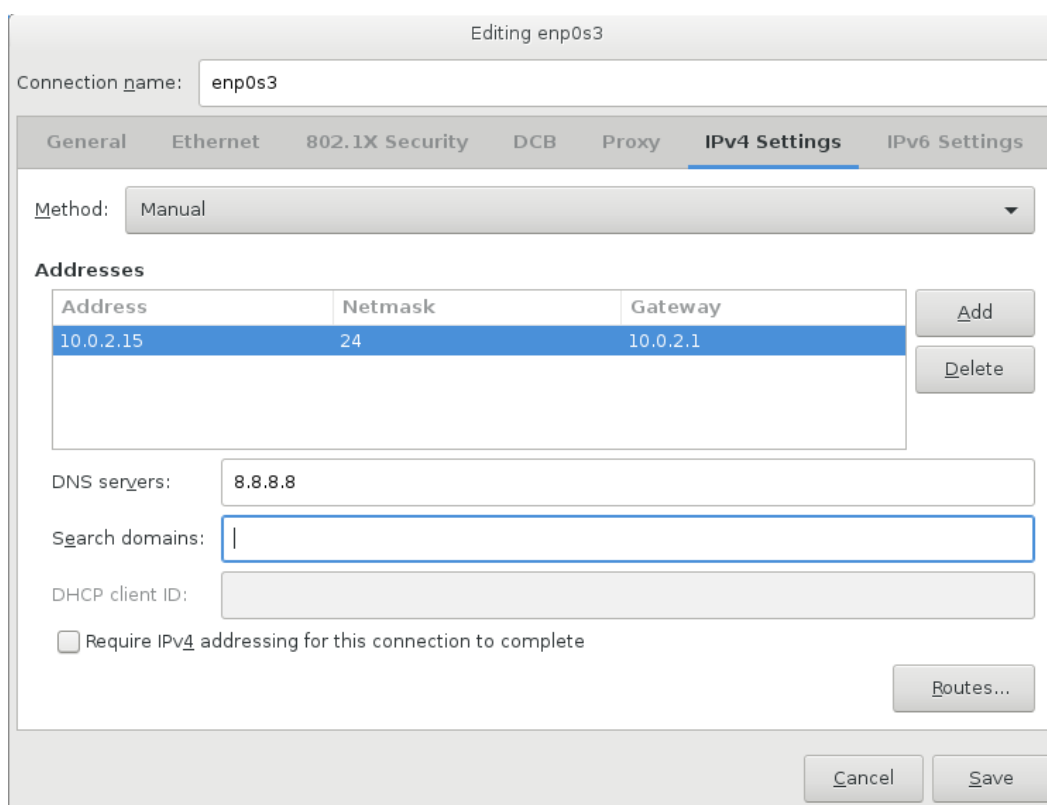 Editing enp0s3
Connection name: enp0s3
General Ethernet 802.1X Security DCB Proxy IPv4 Settings IPv6 Settings
Method: Manual
Addresses
Address Netmask Gateway
10.0.2.15 24 10.0.2.1
Add
Delete
DNS servers: 8.8.8.8
Search domains:
DHCP client ID:
Require IPv4 addressing for this connection to complete
Routes...
Cancel Save